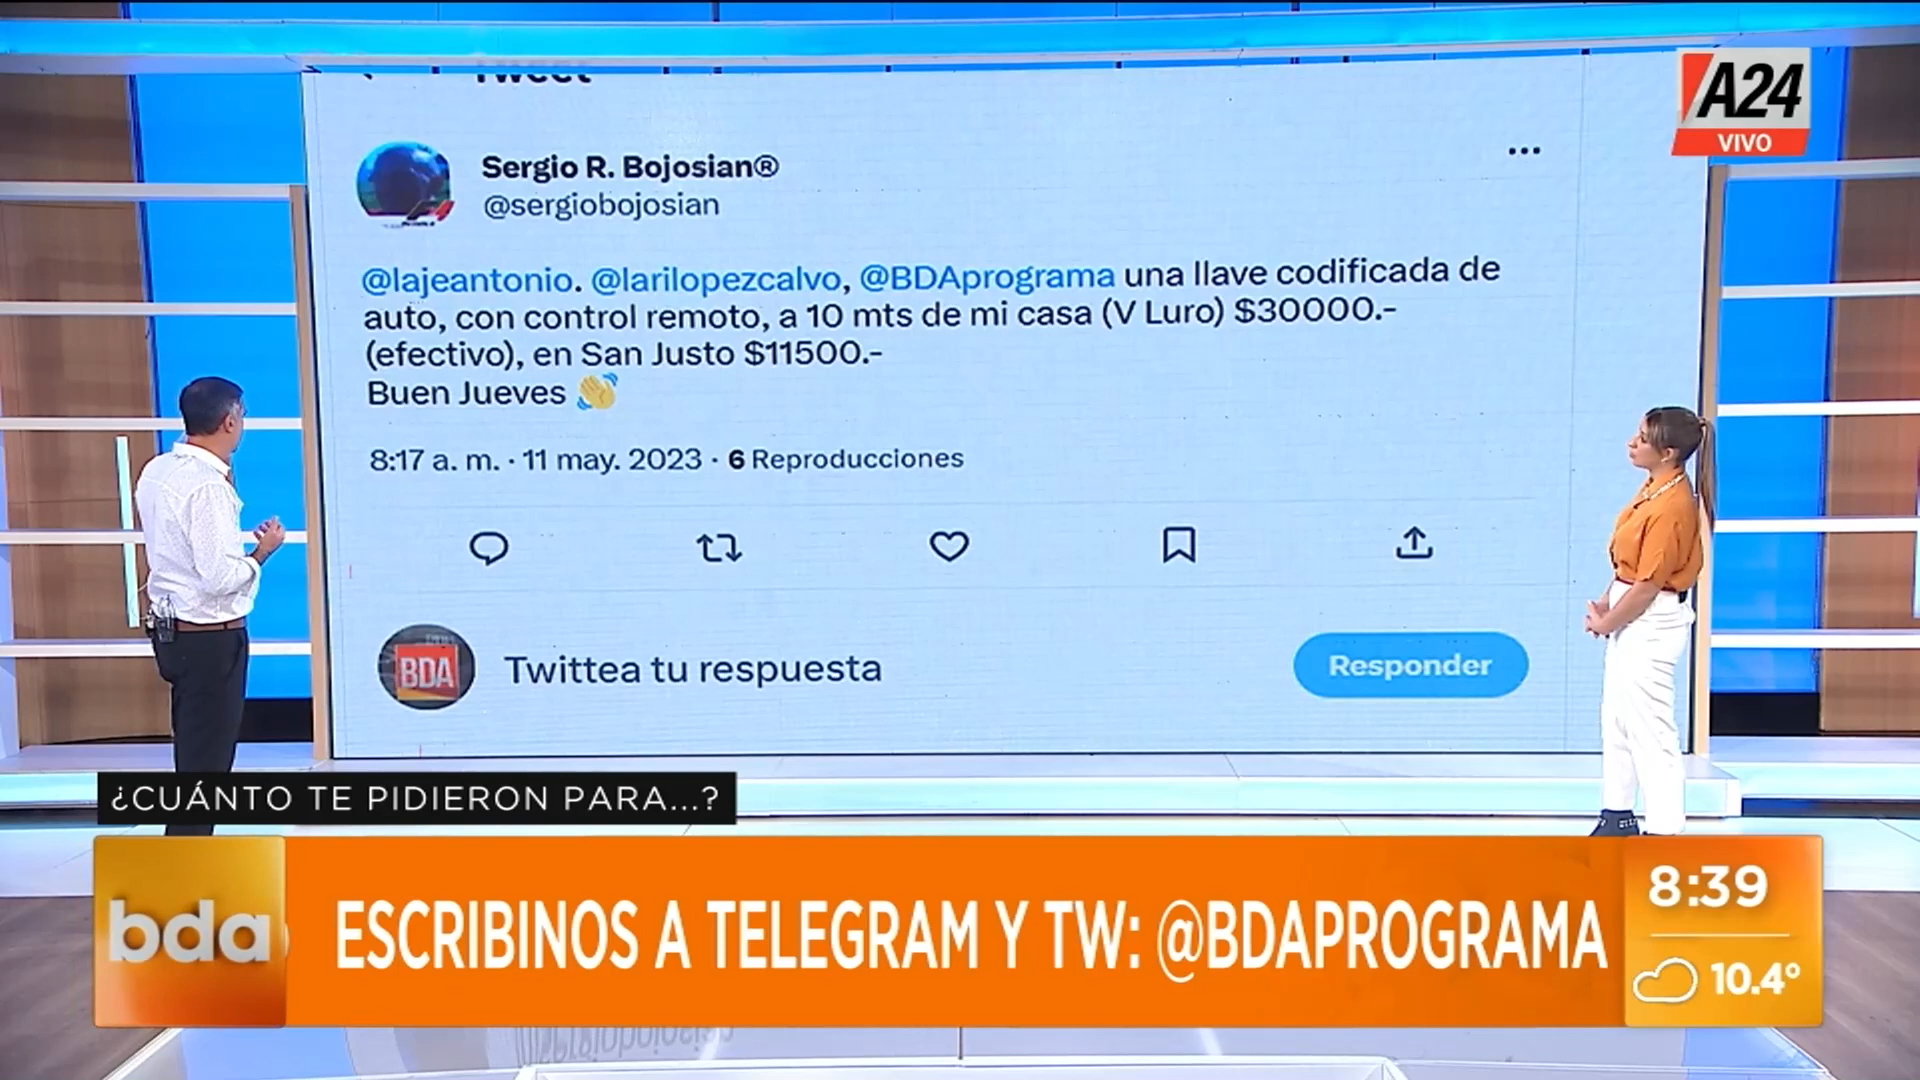 Tweet
A24
VIVO
Sergio R. Bojosian®
@sergiobojosian
@lajeantonio. @larilopezcalvo, @BDAprograma una llave codificada de
auto, con control remoto, a 10 mts de mi casa (V Luro) $30000.-
(efectivo), en San Justo $11500.-
Buen Jueves 👋
8:17 a. m. · 11 may. 2023 · 6 Reproducciones
BDA
Twittea tu respuesta
Responder
¿CUÁNTO TE PIDIERON PARA...?
bda
ESCRIBINOS A TELEGRAM Y TW: @BDAPROGRAMA
8:39
10.4°